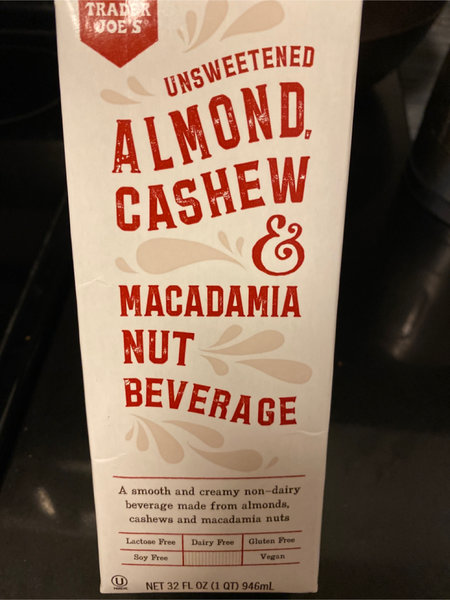 TRADER
JOE'S
UNSWEETENED
ALMOND,
CASHEW
&
MACADAMIA
NUT
BEVERAGE
A smooth and creamy non-dairy
beverage made from almonds,
cashews and macadamia nuts
Lactose Free Dairy Free Gluten Free
Soy Free Vegan
U
PAREVE
NET 32 FL OZ (1 QT) 946mL